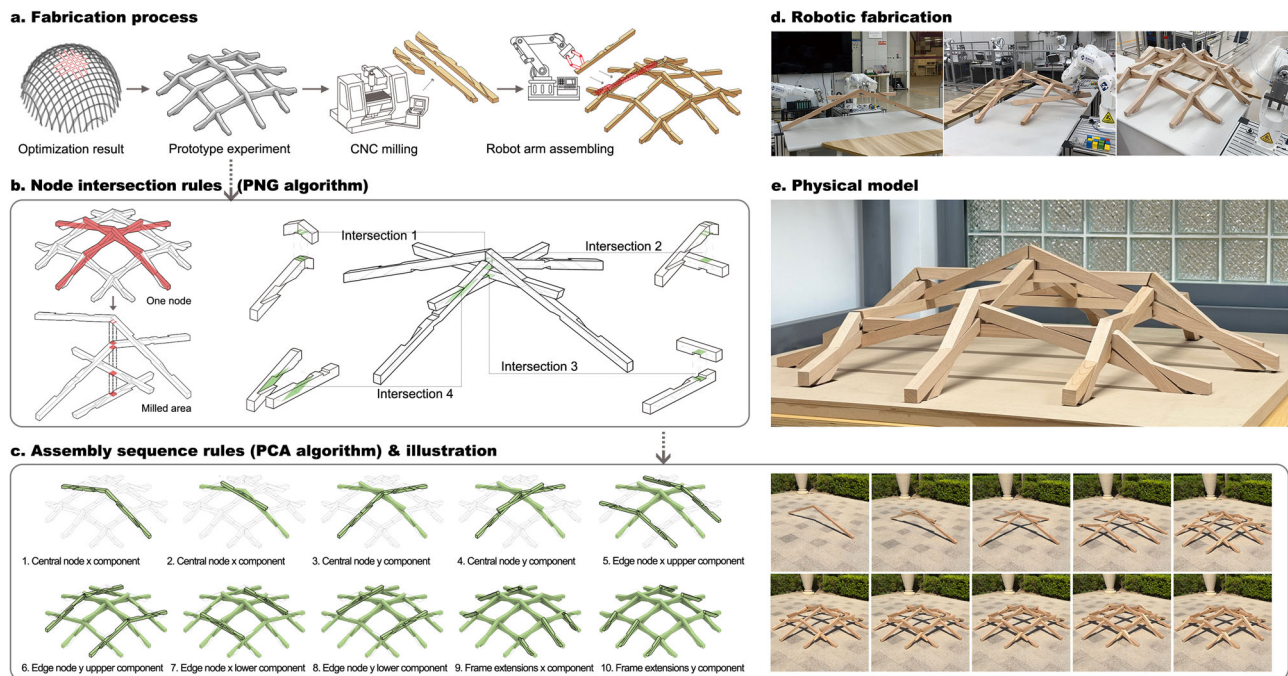 a. Fabrication process
Optimization result
Prototype experiment
CNC milling
Robot arm assembling
b. Node intersection rules (PNG algorithm)
One node
Milled area
Intersection 1
Intersection 2
Intersection 3
Intersection 4
c. Assembly sequence rules (PCA algorithm) & illustration
1. Central node x component
2. Central node x component
3. Central node y component
4. Central node y component
5. Edge node x uppper component
6. Edge node y uppper component
7. Edge node x lower component
8. Edge node y lower component
9. Frame extensions x component
10. Frame extensions y component
d. Robotic fabrication
e. Physical model